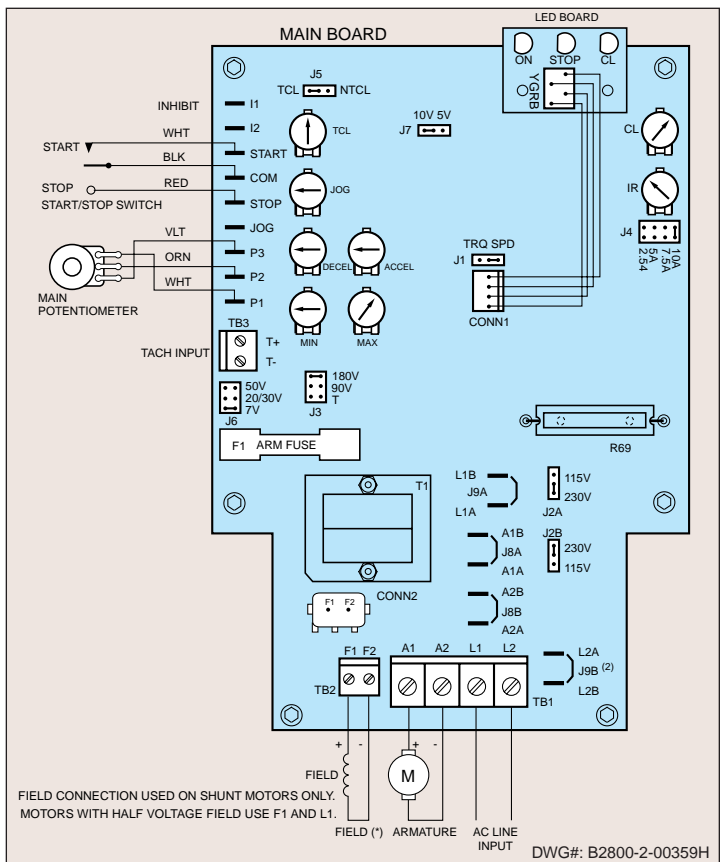 LED BOARD
MAIN BOARD
ON STOP CL
YGRB
J5
TCL NTCL
INHIBIT
I1
I2
TCL
10V 5V
J7
CL
WHT
START
START
BLK
COM
RED
STOP
STOP
START/STOP SWITCH
JOG
IR
JOG
J4
10A
7.5A
5A
2.54
VLT
P3
ORN
P2
WHT
P1
MAIN
POTENTIOMETER
DECEL
ACCEL
TRQ SPD
J1
CONN1
MIN
MAX
TB3
T+
T-
TACH INPUT
50V
20/30V
7V
J6
180V
90V
T
J3
F1 ARM FUSE
R69
T1
L1B
J9A
L1A
115V
230V
J2A
A1B
J8A
A1A
J2B
230V
115V
A2B
J8B
A2A
CONN2
F1 F2
F1 F2
TB2
A1 A2 L1 L2
TB1
L2A
J9B (2)
L2B
+ -
+ -
FIELD
M
FIELD CONNECTION USED ON SHUNT MOTORS ONLY.
MOTORS WITH HALF VOLTAGE FIELD USE F1 AND L1.
FIELD (*) ARMATURE
AC LINE
INPUT
DWG#: B2800-2-00359H